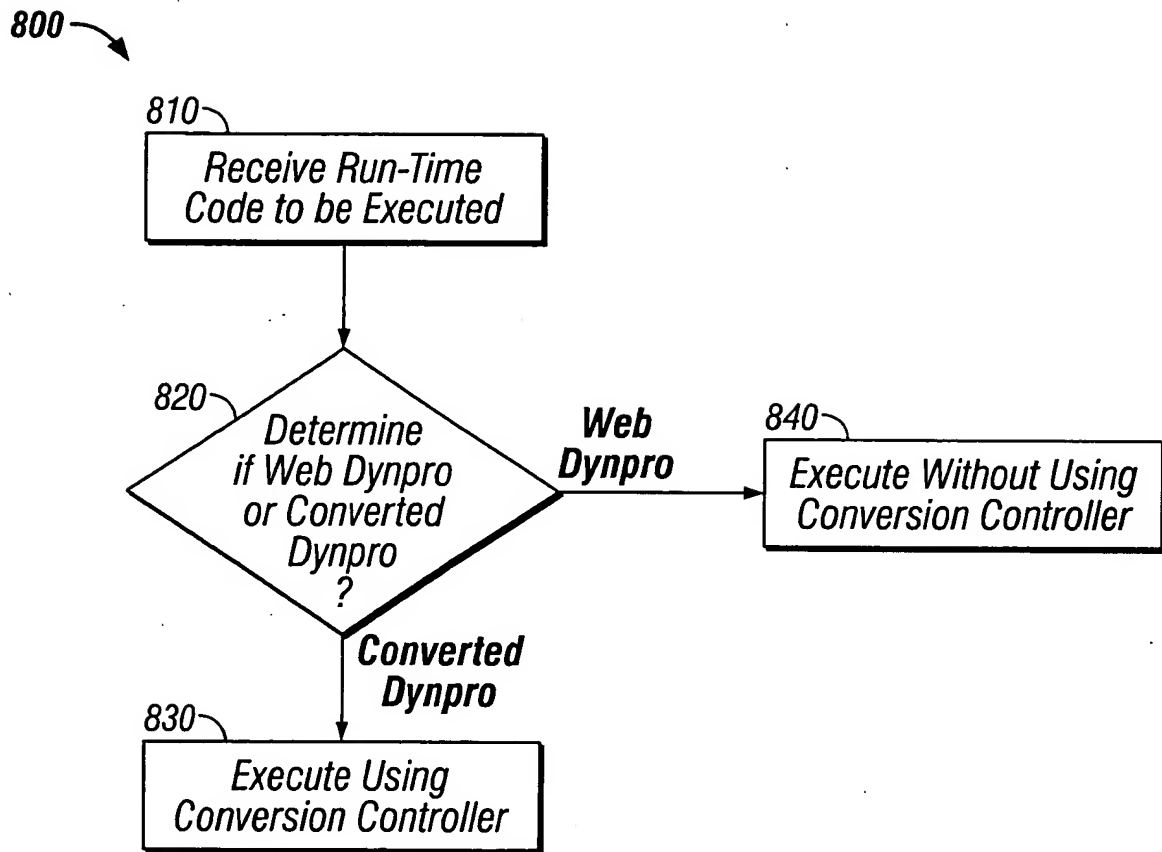 800
810
Receive Run-Time
Code to be Executed
820
Determine
if Web Dynpro
or Converted
Dynpro
?
Web
Dynpro
840
Execute Without Using
Conversion Controller
Converted
Dynpro
830
Execute Using
Conversion Controller